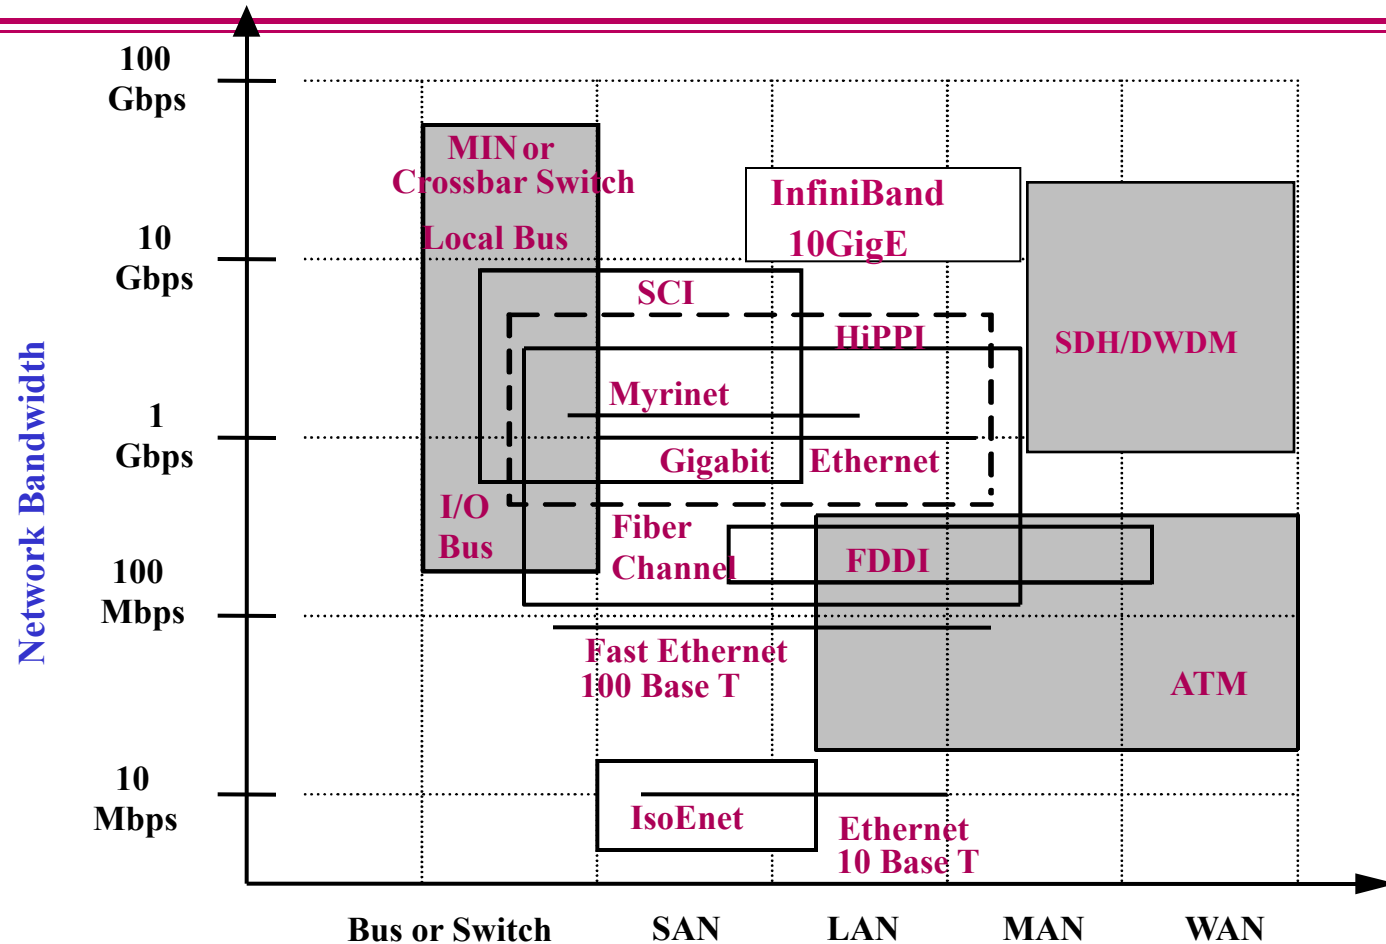 100
Gbps
MIN or
Crossbar Switch
InfiniBand
Local Bus
10GigE
10
Gbps
SCI
HiPPI
SDH/DWDM
Network Bandwidth
Myrinet
1
Gbps
Gigabit Ethernet
I/O
Bus
Fiber
Channel
FDDI
100
Mbps
Fast Ethernet
100 Base T
ATM
10
Mbps
IsoEnet
Ethernet
10 Base T
Bus or Switch SAN LAN MAN WAN